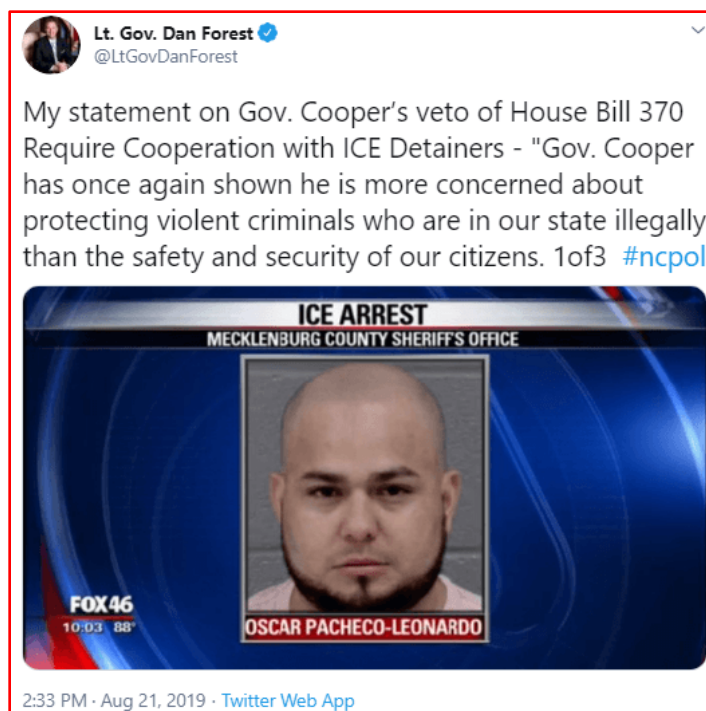 Lt. Gov. Dan Forest
@LtGovDanForest
My statement on Gov. Cooper's veto of House Bill 370
Require Cooperation with ICE Detainers - "Gov. Cooper
has once again shown he is more concerned about
protecting violent criminals who are in our state illegally
than the safety and security of our citizens. 1of3 #ncpol
ICE ARREST
MECKLENBURG COUNTY SHERIFF'S OFFICE
FOX46
10:03 88°
OSCAR PACHECO-LEONARDO
2:33 PM · Aug 21, 2019 · Twitter Web App